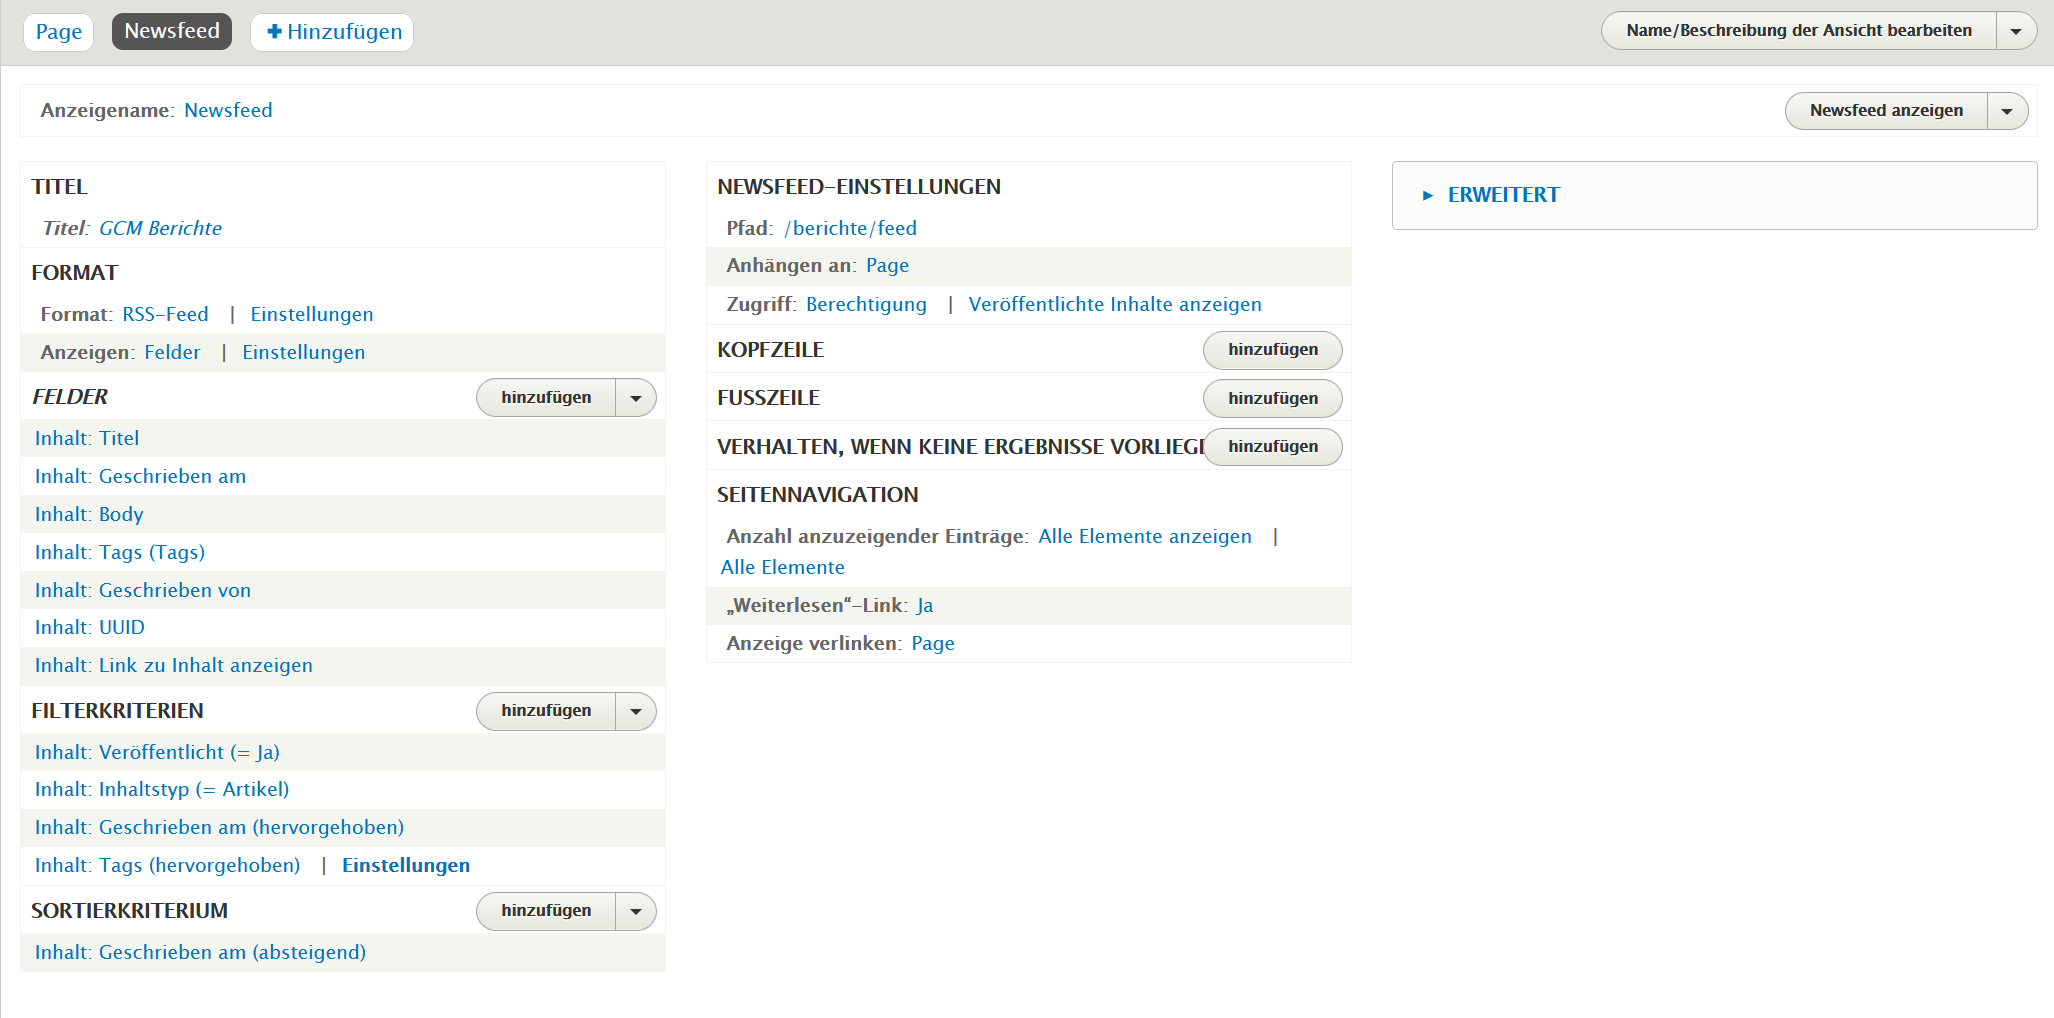 Page
Newsfeed
Hinzufügen
Name/Beschreibung der Ansicht bearbeiten
Anzeigename: Newsfeed
Newsfeed anzeigen
TITEL
Titel: GCM Berichte
FORMAT
Format: RSS-Feed | Einstellungen
Anzeigen: Felder | Einstellungen
FELDER
hinzufügen
Inhalt: Titel
Inhalt: Geschrieben am
Inhalt: Body
Inhalt: Tags (Tags)
Inhalt: Geschrieben von
Inhalt: UUID
Inhalt: Link zu Inhalt anzeigen
FILTERKRITERIEN
hinzufügen
Inhalt: Veröffentlicht (= Ja)
Inhalt: Inhaltstyp (= Artikel)
Inhalt: Geschrieben am (hervorgehoben)
Inhalt: Tags (hervorgehoben) | Einstellungen
SORTIERKRITERIUM
hinzufügen
Inhalt: Geschrieben am (absteigend)
NEWSFEED-EINSTELLUNGEN
Pfad: /berichte/feed
Anhängen an: Page
Zugriff: Berechtigung | Veröffentlichte Inhalte anzeigen
KOPFZEILE
hinzufügen
FUSSZEILE
hinzufügen
VERHALTEN, WENN KEINE ERGEBNISSE
hinzufügen
SEITENNAVIGATION
Anzahl anzuzeigender Einträge: Alle Elemente anzeigen |
Alle Elemente
„Weiterlesen“-Link: Ja
Anzeige verlinken: Page
ERWEITERT